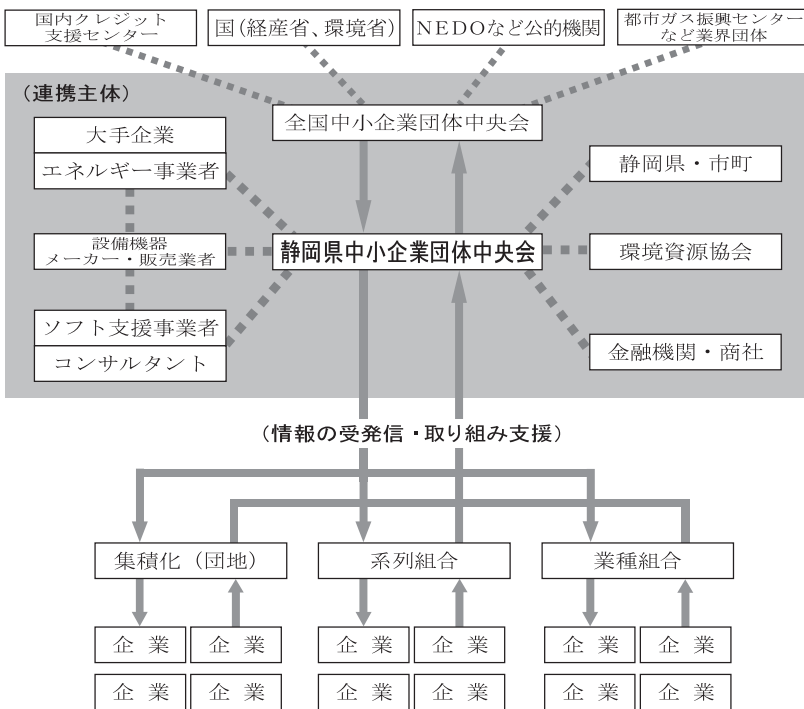 国内クレジット
支援センター
国（経産省、環境省）
NEDOなど公的機関
都市ガス振興センター
など業界団体
（連携主体）
全国中小企業団体中央会
大手企業
エネルギー事業者
静岡県・市町
設備機器
メーカー・販売業者
静岡県中小企業団体中央会
環境資源協会
ソフト支援事業者
コンサルタント
金融機関・商社
（情報の受発信・取り組み支援）
集積化（団地）
系列組合
業種組合
企 業 企 業 企 業 企 業 企 業 企 業
企 業 企 業 企 業 企 業 企 業 企 業